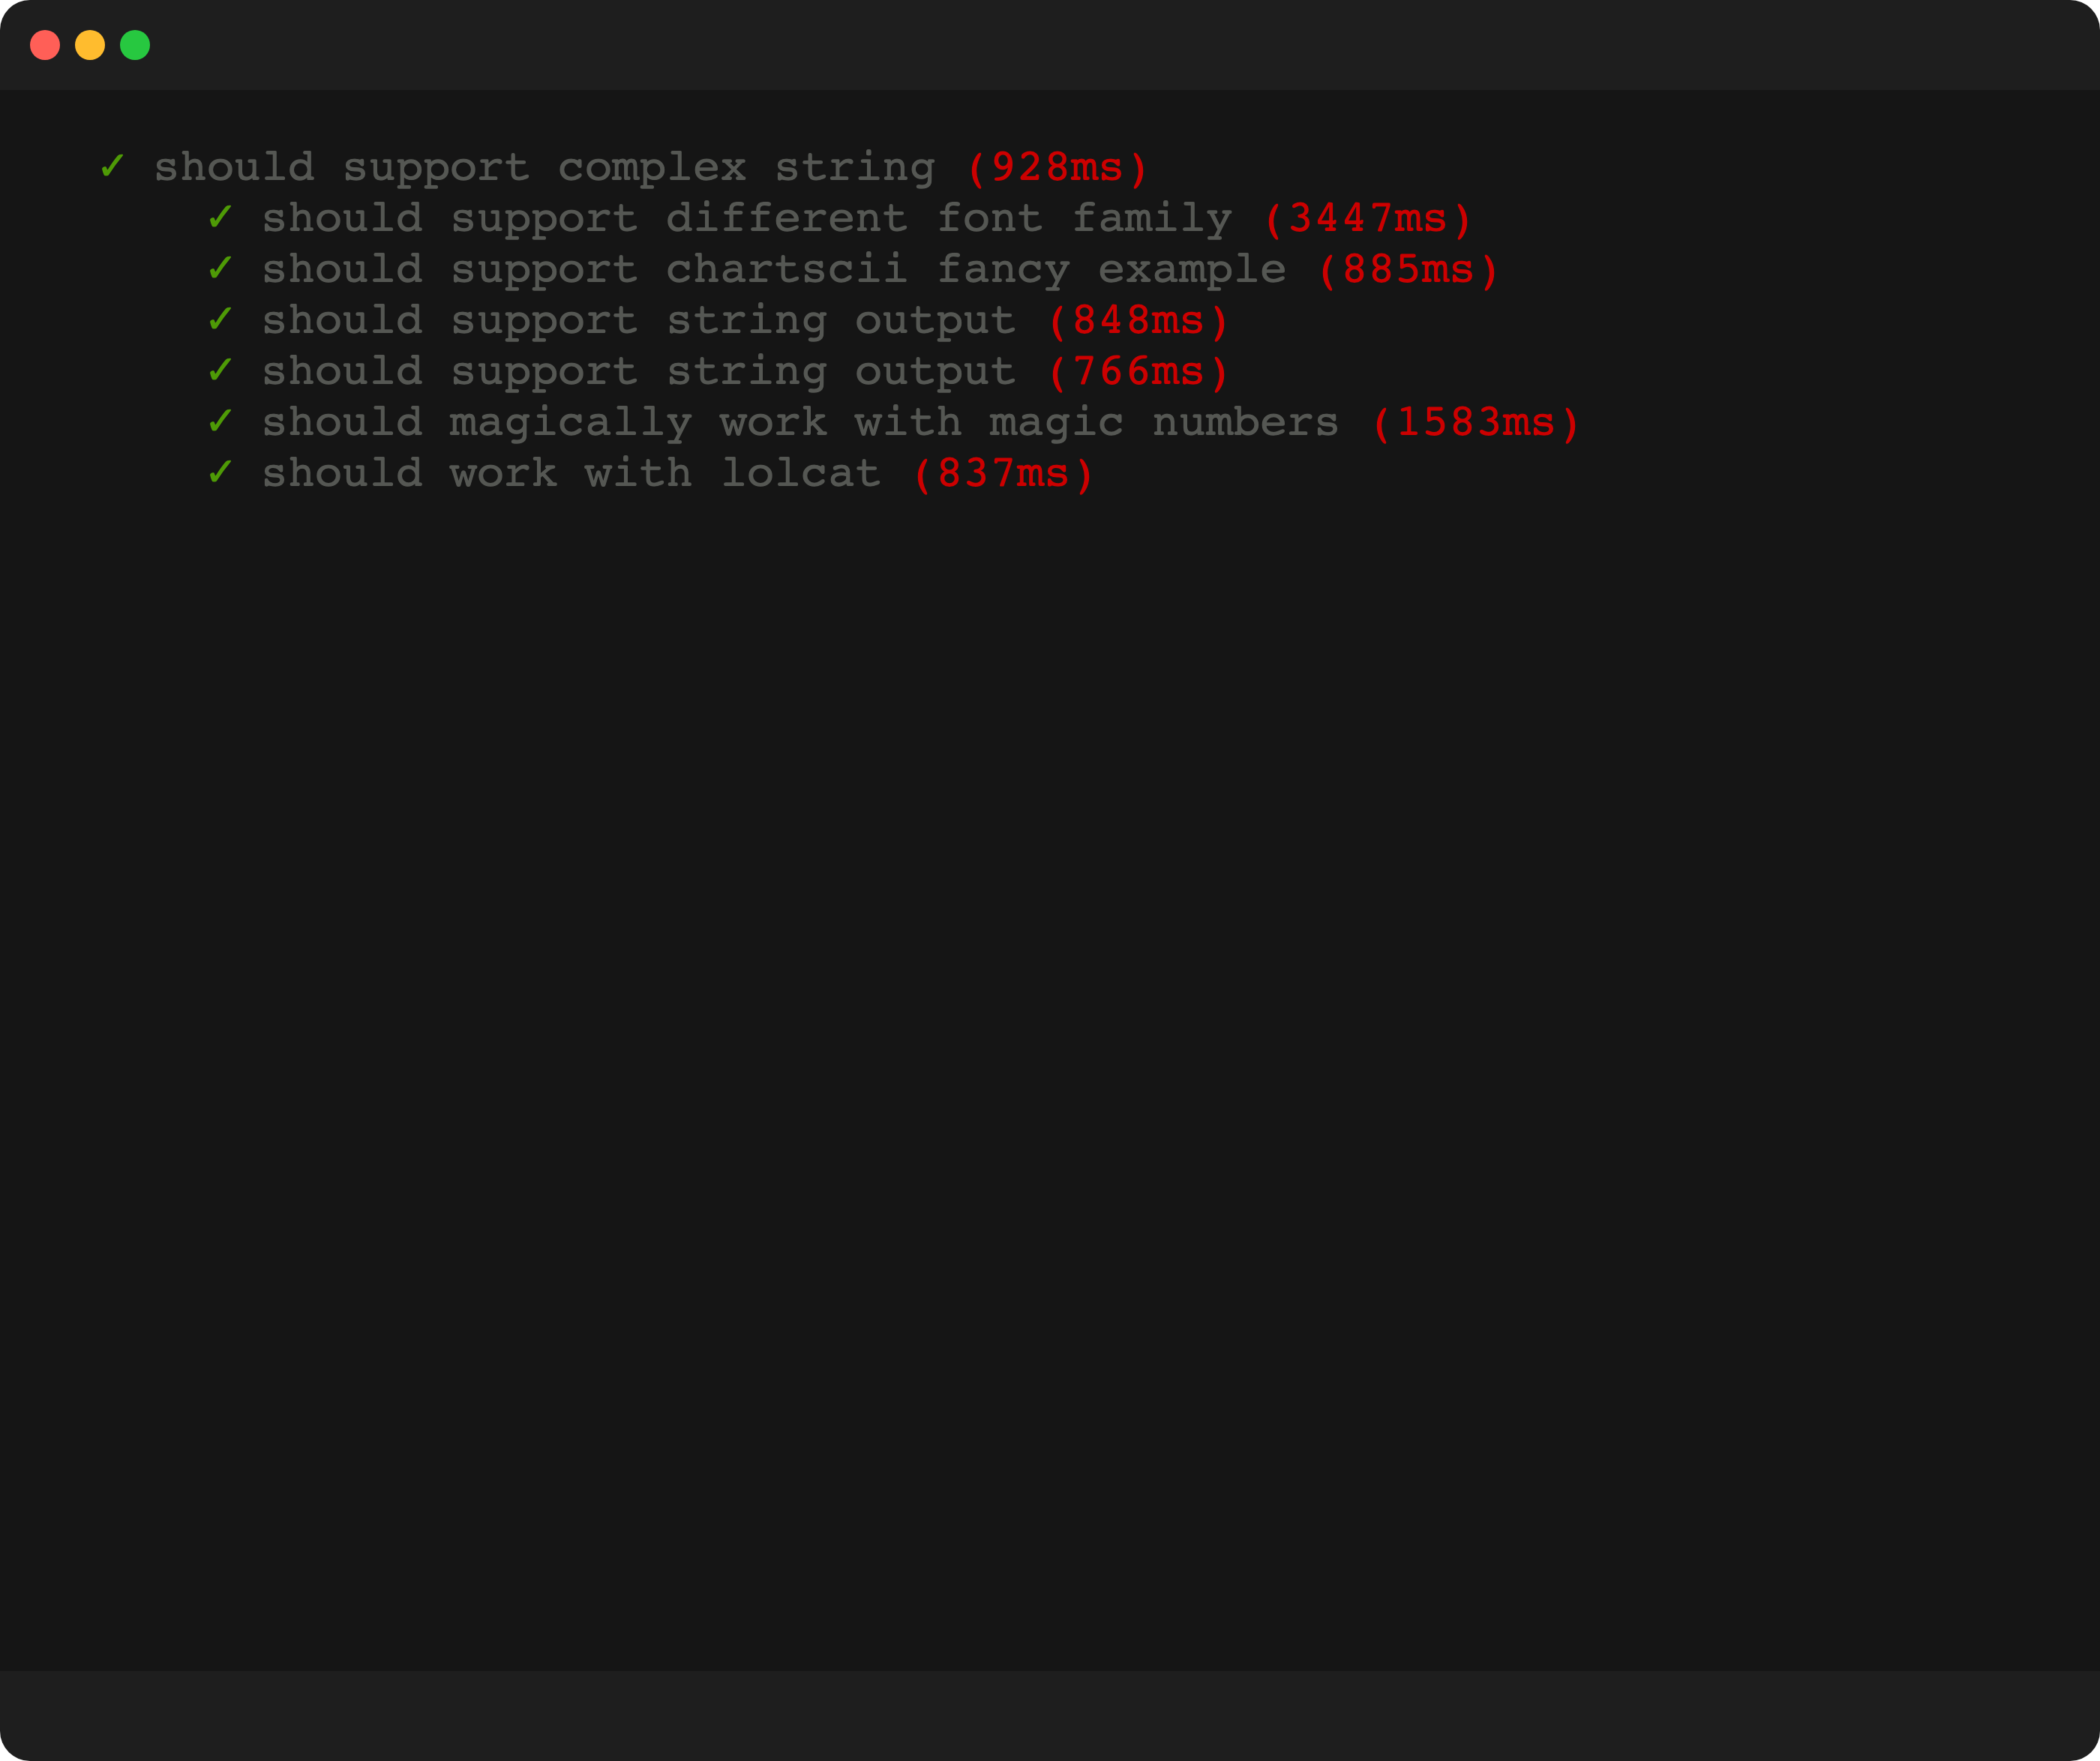 ✓ should support complex string (928ms)
✓ should support different font family (3447ms)
✓ should support chartscii fancy example (885ms)
✓ should support string output (848ms)
✓ should support string output (766ms)
✓ should magically work with magic numbers (1583ms)
✓ should work with lolcat (837ms)